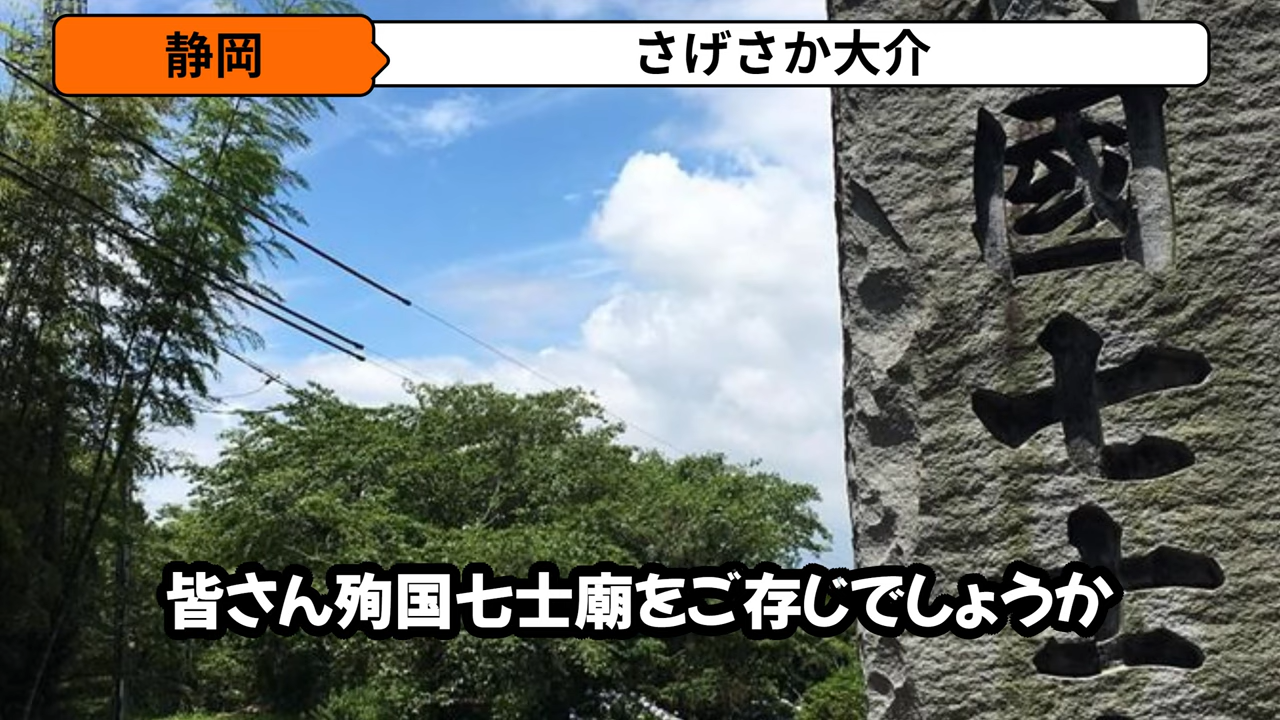 静岡
さげさか大介
國七士
皆さん殉国七士廟をご存じでしょうか